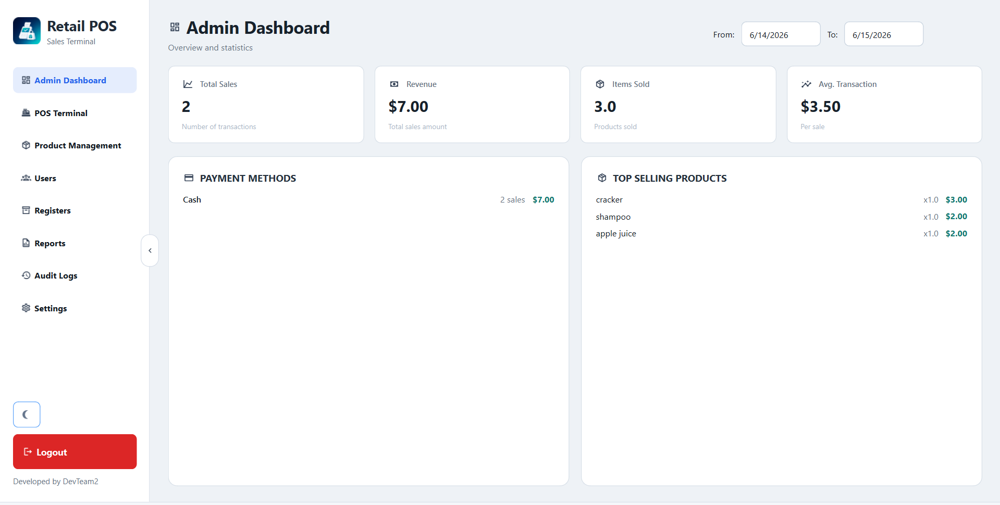 Retail POS
Sales Terminal
Admin Dashboard
POS Terminal
Product Management
Users
Registers
Reports
Audit Logs
Settings
Logout
Developed by DevTeam2
Admin Dashboard
Overview and statistics
From: 6/14/2026 To: 6/15/2026
Total Sales
2
Number of transactions
Revenue
$7.00
Total sales amount
Items Sold
3.0
Products sold
Avg. Transaction
$3.50
Per sale
PAYMENT METHODS
Cash 2 sales $7.00
TOP SELLING PRODUCTS
cracker x1.0 $3.00
shampoo x1.0 $2.00
apple juice x1.0 $2.00